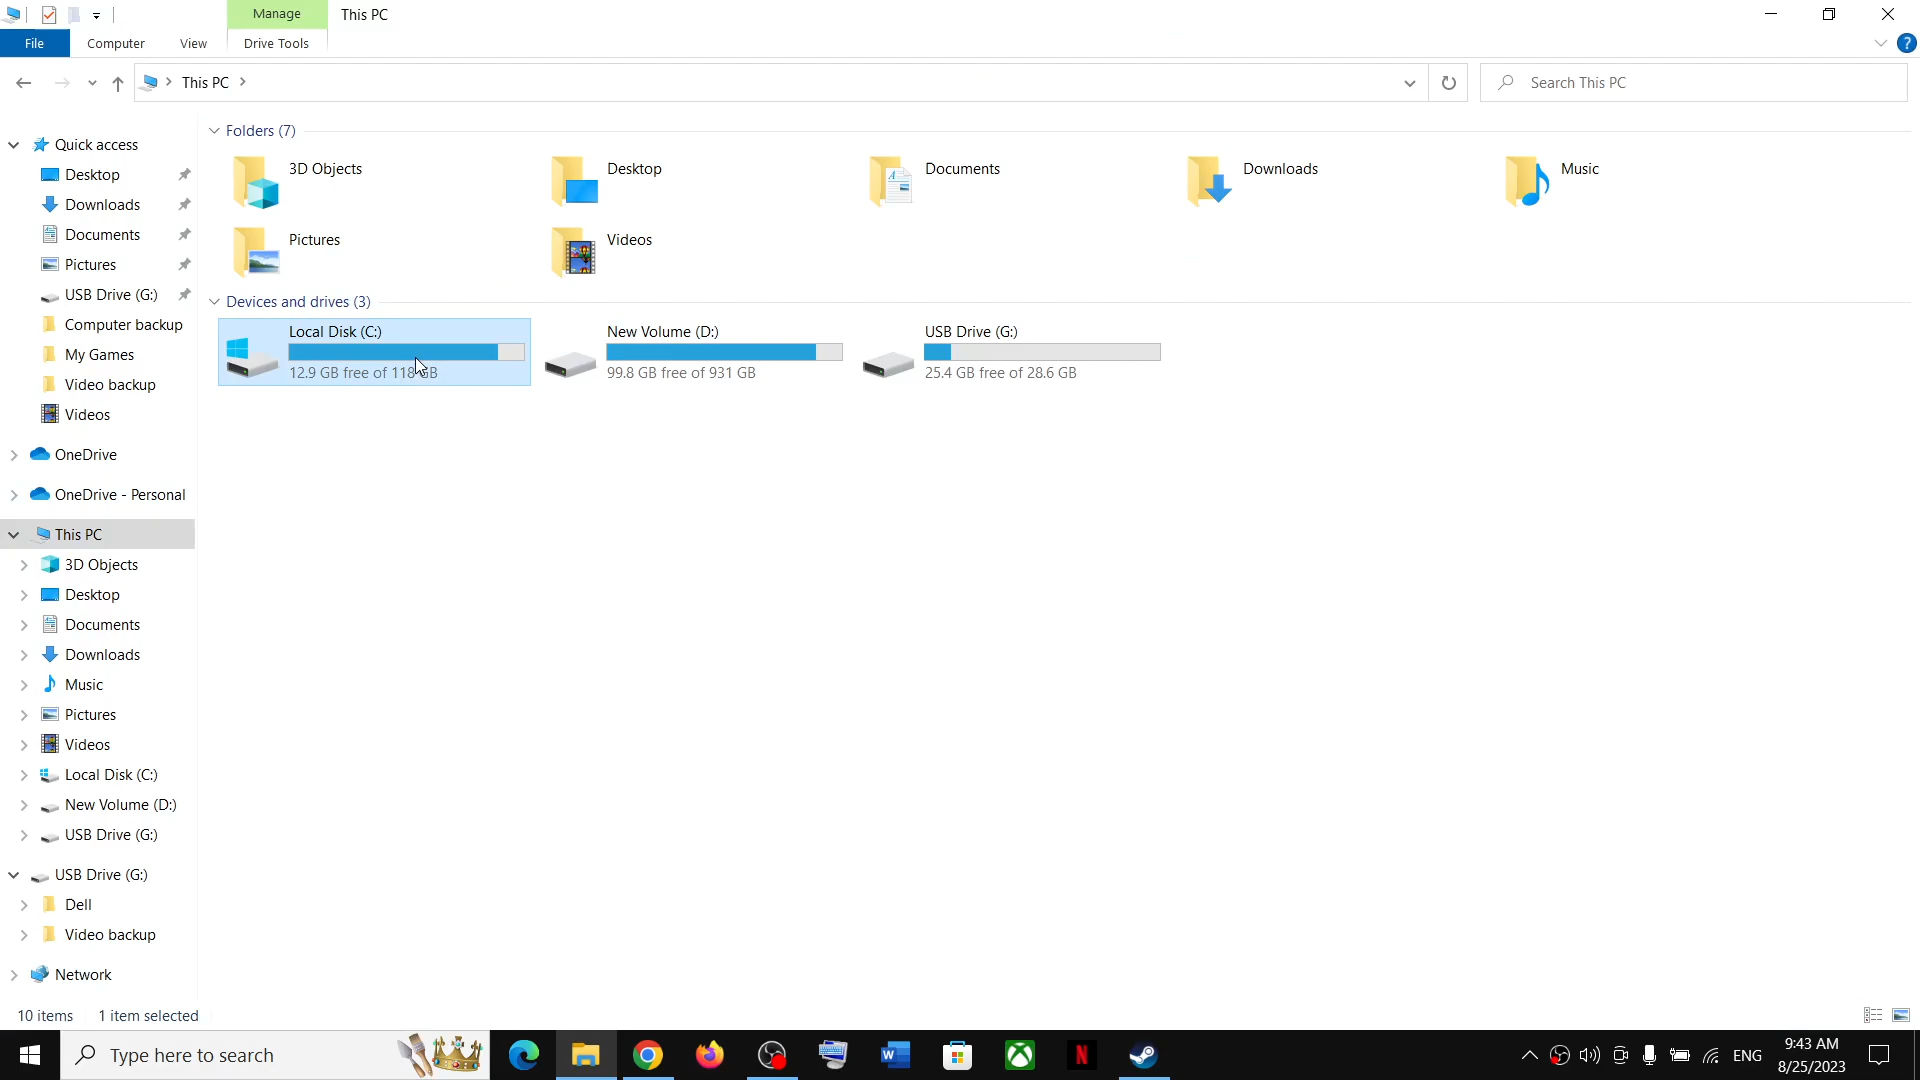 Manage
This PC
File
Computer
View
Drive Tools
This PC
Search This PC
Quick access
Desktop
Downloads
Documents
Pictures
USB Drive (G:)
Computer backup
My Games
Video backup
Videos
OneDrive
OneDrive - Personal
This PC
3D Objects
Desktop
Documents
Downloads
Music
Pictures
Videos
Local Disk (C:)
New Volume (D:)
USB Drive (G:)
USB Drive (G:)
Dell
Video backup
Network
Folders (7)
3D Objects
Desktop
Documents
Downloads
Music
Pictures
Videos
Devices and drives (3)
Local Disk (C:)
12.9 GB free of 118 GB
New Volume (D:)
99.8 GB free of 931 GB
USB Drive (G:)
25.4 GB free of 28.6 GB
10 items
1 item selected
Type here to search
ENG
9:43 AM
8/25/2023